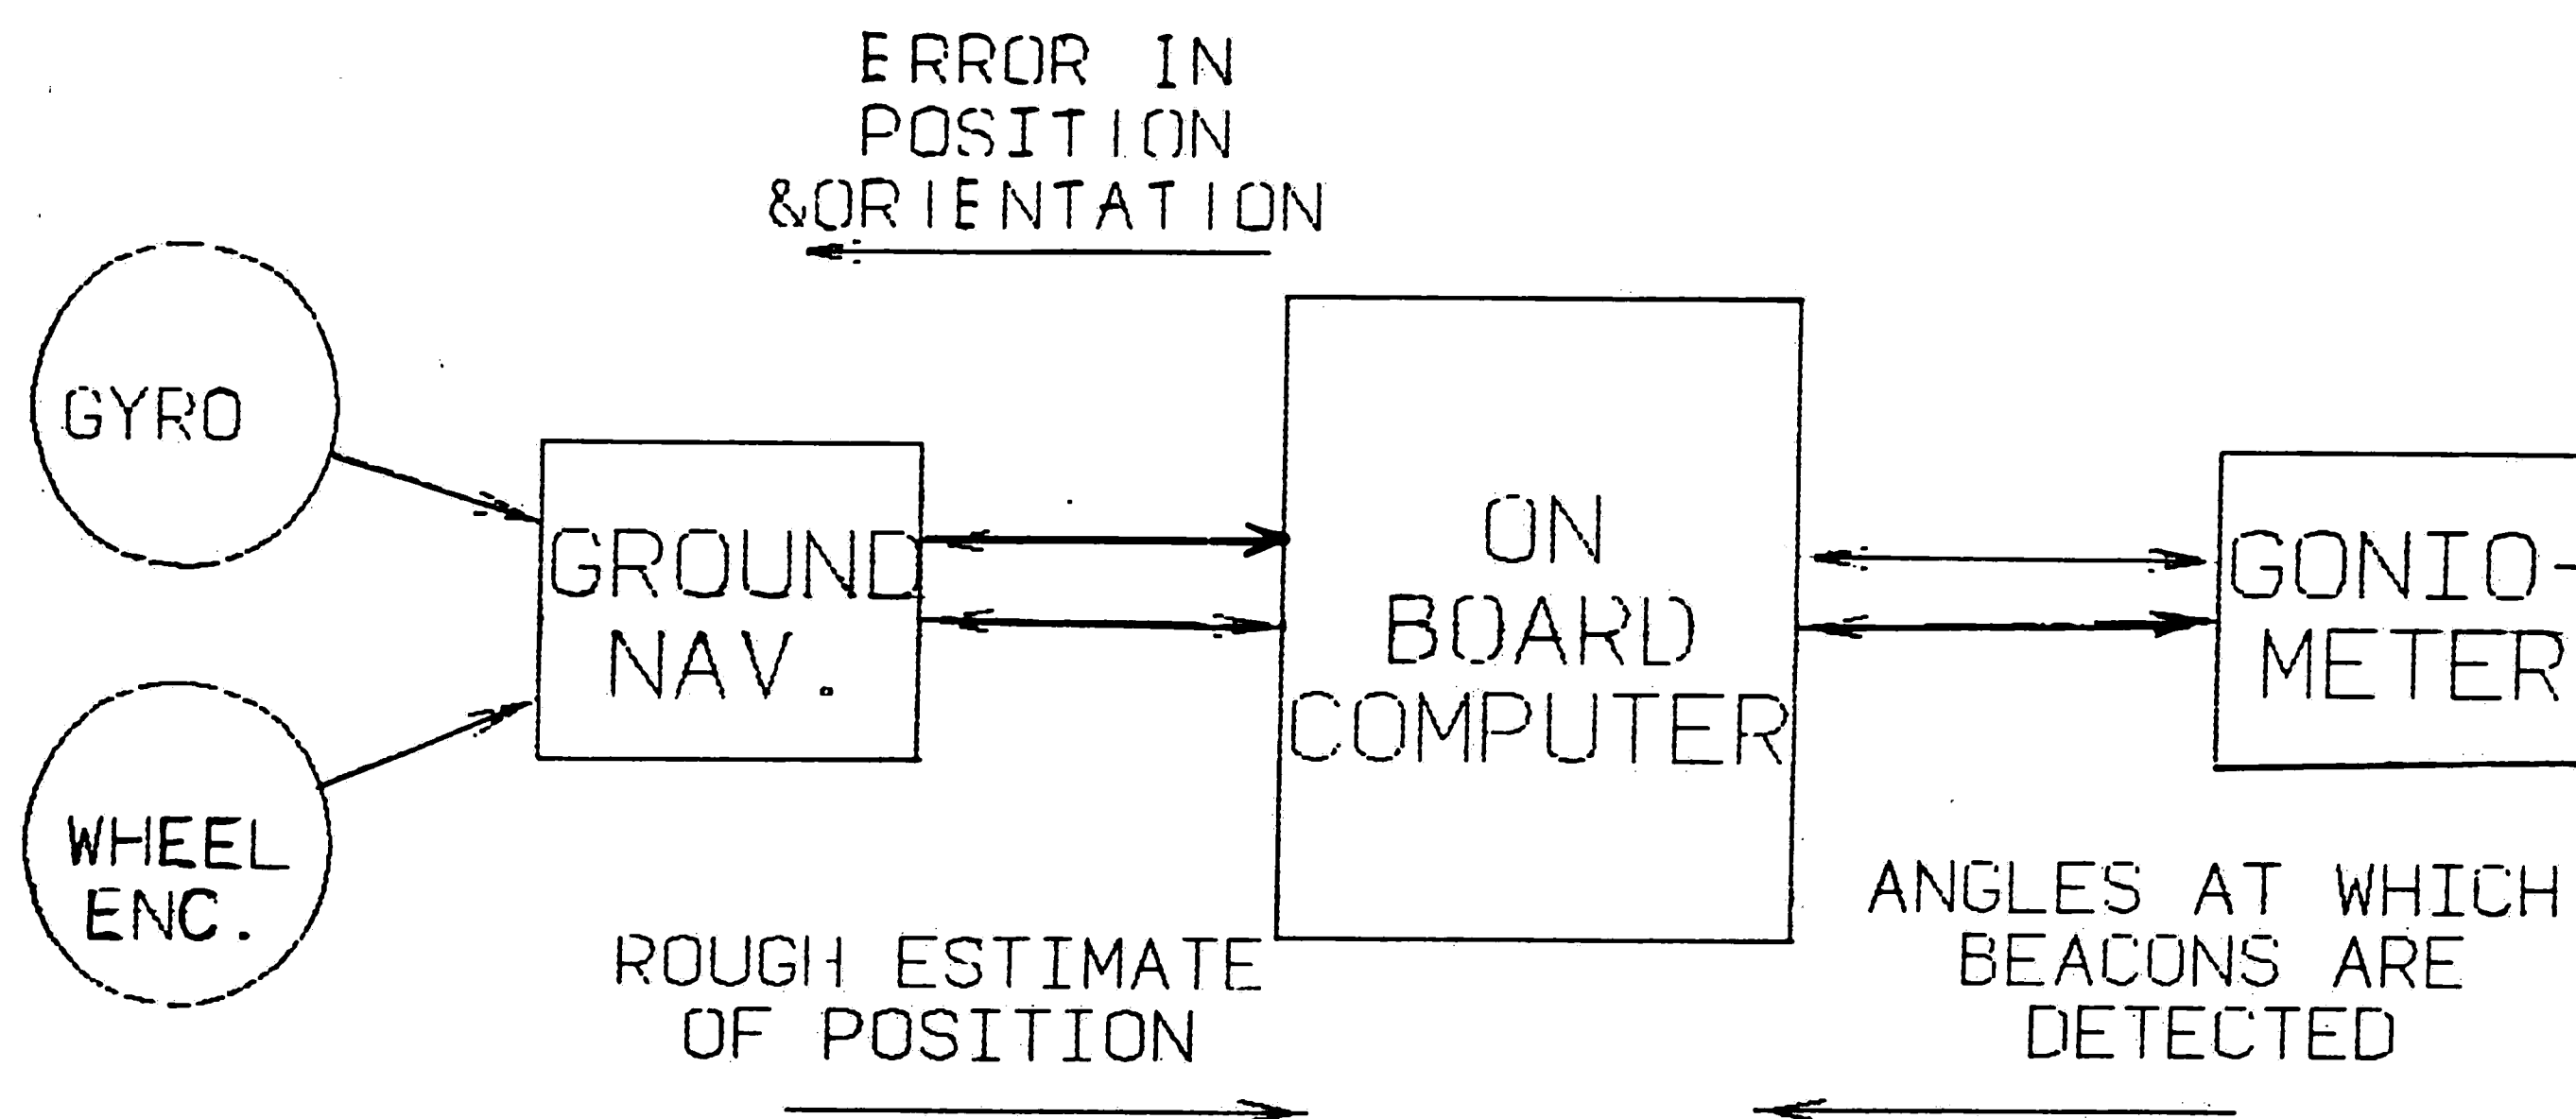 ERROR IN
POSITION
&ORIENTATION
GYRO
WHEEL
ENC.
GROUND
NAV.
ON
BOARD
COMPUTER
GONIO-
METER
ROUGH ESTIMATE
OF POSITION
ANGLES AT WHICH
BEACONS ARE
DETECTED